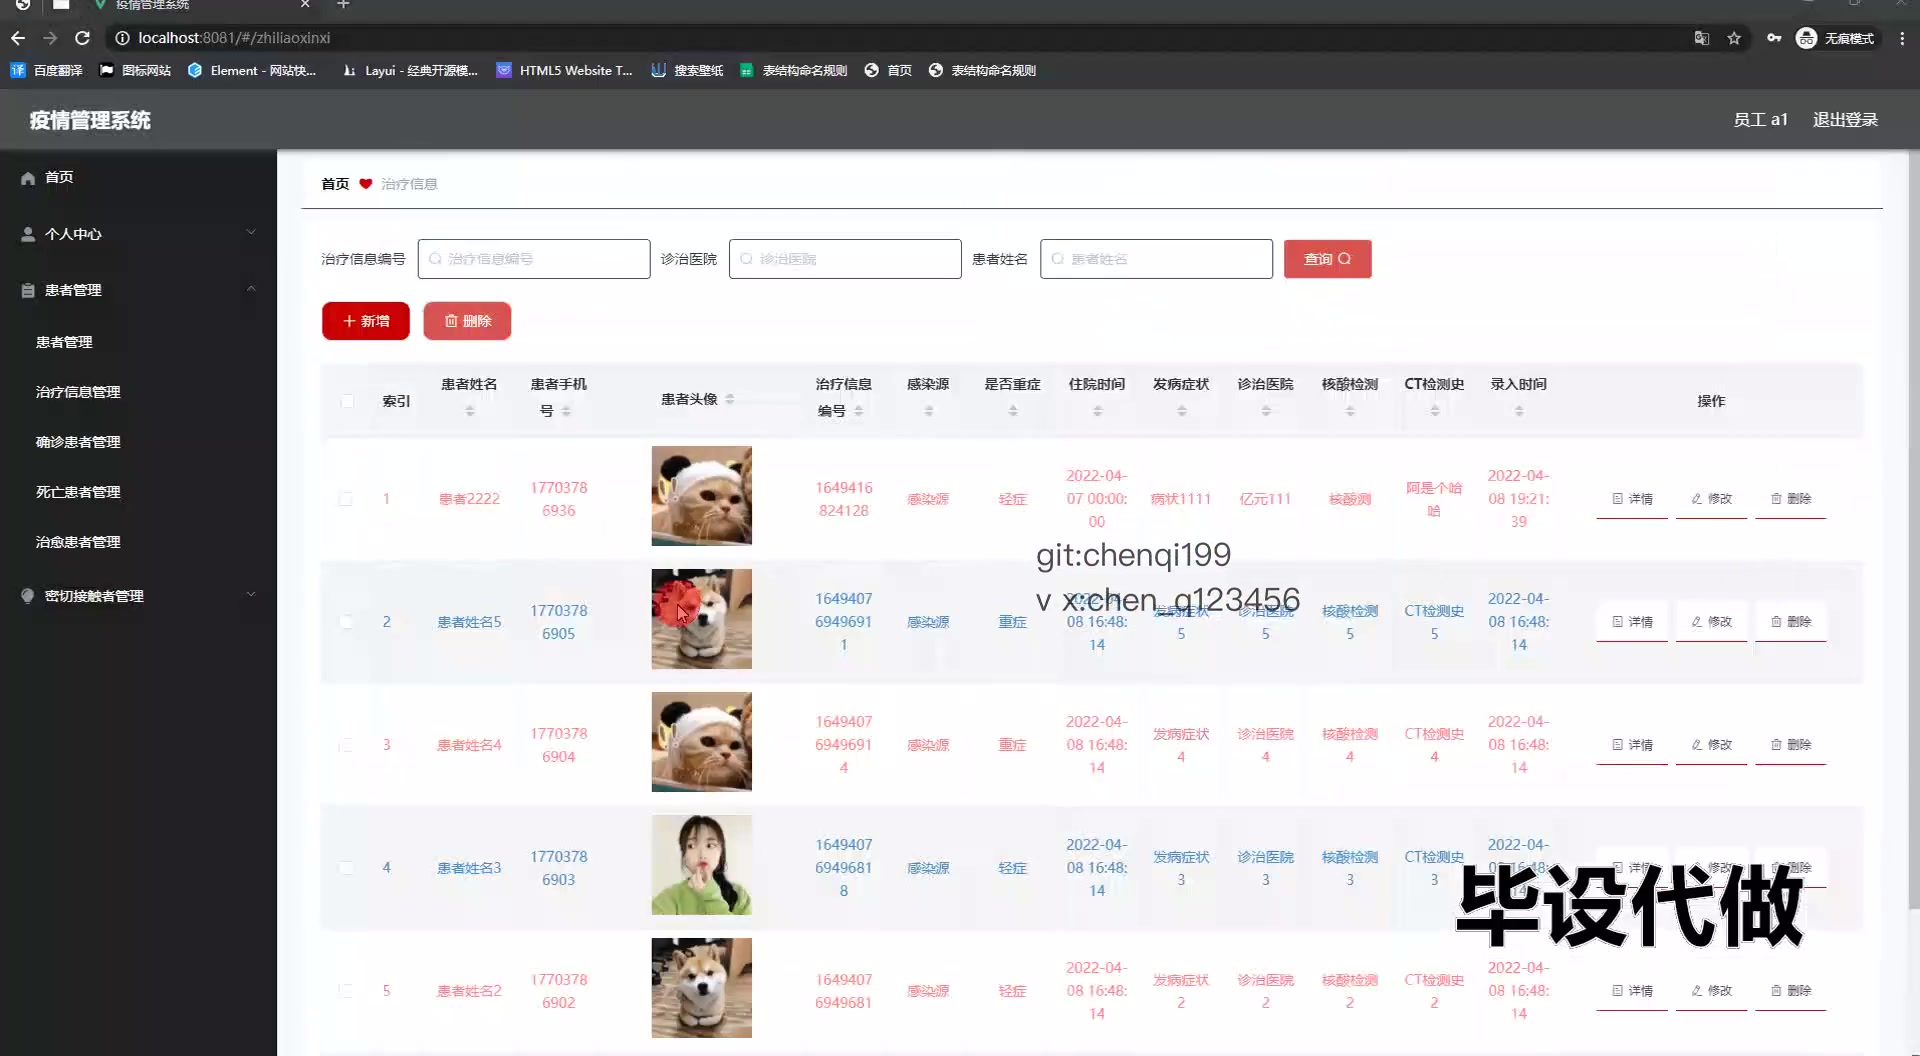 疫情管理系统
localhost:8081/#/zhiliaoxinxi
无痕模式
百度翻译
图标网站
Element - 网站快...
Layui - 经典开源模...
HTML5 Website T...
搜索壁纸
表结构命名规则
首页
表结构命名规则
疫情管理系统
员工 a1
退出登录
首页
个人中心
患者管理
患者管理
治疗信息管理
确诊患者管理
死亡患者管理
治愈患者管理
密切接触者管理
首页 治疗信息
治疗信息编号 治疗信息编号 诊治医院 诊治医院 患者姓名 患者姓名 查询
新增 删除
索引 患者姓名 患者手机号 患者头像 治疗信息编号 感染源 是否重症 住院时间 发病症状 诊治医院 核酸检测 CT检测史 录入时间 操作
1 患者2222 17703786936 1649416824128 感染源 轻症 2022-04-07 00:00:00 病状1111 亿元111 核酸测 阿是个哈哈 2022-04-08 19:21:39 详情 修改 删除
git:chenqi199
v x:chen_q123456
2 患者姓名5 17703786905 164940769496911 感染源 重症 2022-04-08 16:48:14 发病症状5 诊治医院5 核酸检测5 CT检测史5 2022-04-08 16:48:14 详情 修改 删除
3 患者姓名4 17703786904 164940769496914 感染源 重症 2022-04-08 16:48:14 发病症状4 诊治医院4 核酸检测4 CT检测史4 2022-04-08 16:48:14 详情 修改 删除
4 患者姓名3 17703786903 164940769496818 感染源 轻症 2022-04-08 16:48:14 发病症状3 诊治医院3 核酸检测3 CT检测史3 2022-04-08 16:48:14 详情 修改 删除
毕设代做
5 患者姓名2 17703786902 16494076949681 感染源 轻症 2022-04-08 16:48:14 发病症状2 诊治医院2 核酸检测2 CT检测史2 2022-04-08 16:48:14 详情 修改 删除